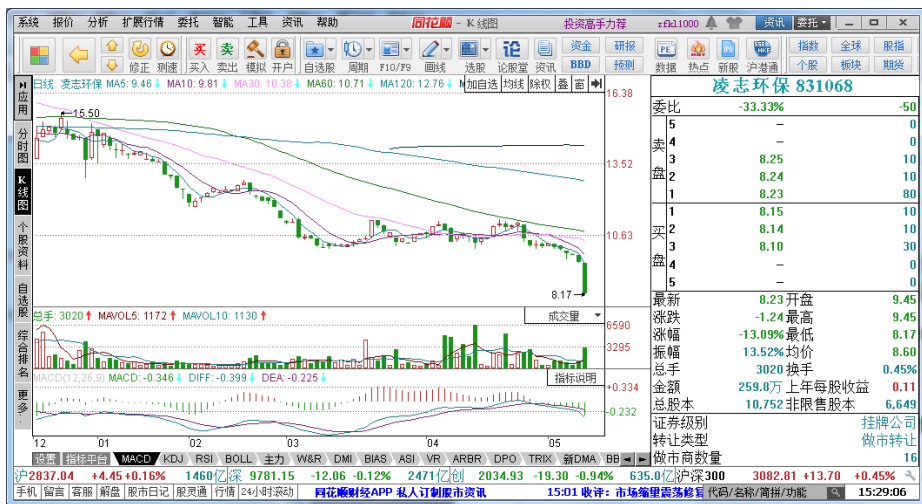 系统 报价 分析 扩展行情 委托 智能 工具 资讯 帮助 同花顺 - K线图 投资高手力荐 zfkl1000 资讯 委托
修正 测速 买入 卖出 模拟 开户 自选股 周期 F10/F9 画线 选股 论股堂 资讯 资金 BBD 研报 预测 数据 热点 新股 沪港通 指数 个股 全球 板块 股指 期货
日线 凌志环保 MA5: 9.46 MA10: 9.81 MA30: 10.38 MA60: 10.71 MA120: 12.76 加自选 均线 除权 叠 窗
应用
分时图
K线图
个股资料
自选股
综合排名
更多
16.38
15.50
13.52
10.63
8.17
总手: 3020 MAVOL5: 1172 MAVOL10: 1130 成交量
6590
3295
MACD(12,26,9) MACD: -0.346 DIFF: -0.399 DEA: -0.225 指标说明
+0.334
-0.232
12 01 02 03 04 05
设置 指标平台 MACD KDJ RSI BOLL 主力 W&R DMI BIAS ASI VR ARBR DPO TRIX 新DMA BB
凌志环保 831068
委比 -33.33% -50
卖盘
5 – 0
4 – 0
3 8.25 10
2 8.24 10
1 8.23 80
买盘
1 8.15 10
2 8.14 10
3 8.10 30
4 – 0
5 – 0
最新 8.23 开盘 9.45
涨跌 -1.24 最高 9.45
涨幅 -13.09% 最低 8.17
振幅 13.52% 均价 8.60
总手 3020 换手 0.45%
金额 259.8万 上年每股收益 0.11
总股本 10,752 非限售股本 6,649
证券级别 挂牌公司
转让类型 做市转让
做市商数量 16
沪2837.04 +4.45 +0.16% 1460亿 深 9781.15 -12.06 -0.12% 2471亿 创 2034.93 -19.30 -0.94% 635.0亿 沪深300 3082.81 +13.70 +0.45%
手机 留言 客服 解盘 股市日记 股灵通 行情 24小时滚动 同花顺财经APP 私人订制股市资讯 15:01 收评：市场缩量震荡修复 代码/名称/简拼/功能 15:29:06